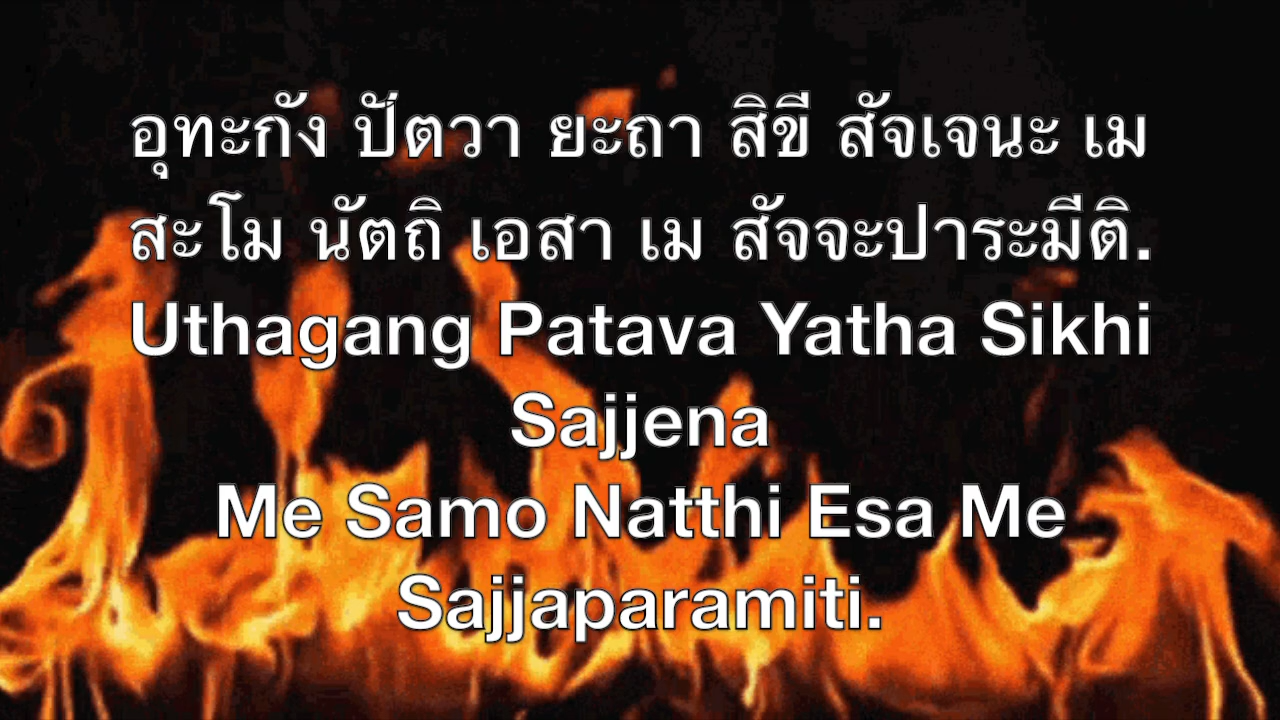 อุทะกัง ปัตวา ยะถา สิขี สัจเจนะ เม
สะโม นัตถิ เอสา เม สัจจะปาระมีติ.
Uthagang Patava Yatha Sikhi
Sajjena
Me Samo Natthi Esa Me
Sajjaparamiti.